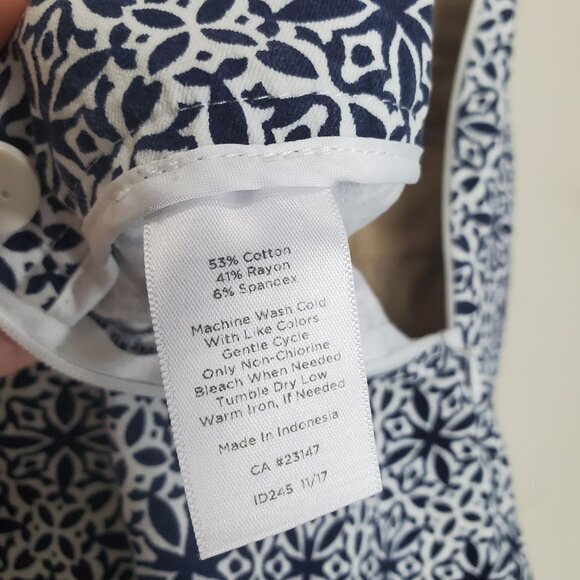 53% Cotton
41% Rayon
6% Spandex
Machine Wash Cold
With Like Colors
Gentle Cycle
Only Non-Chlorine
Bleach When Needed
Tumble Dry Low
Warm Iron, If Needed
Made In Indonesia
CA #23147
ID245 11/17